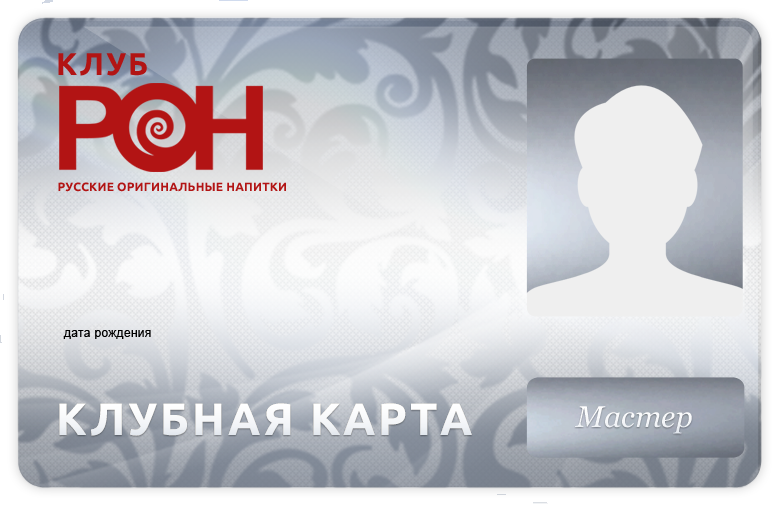 КЛУБ
РОН
РУССКИЕ ОРИГИНАЛЬНЫЕ НАПИТКИ
дата рождения
КЛУБНАЯ КАРТА
Мастер